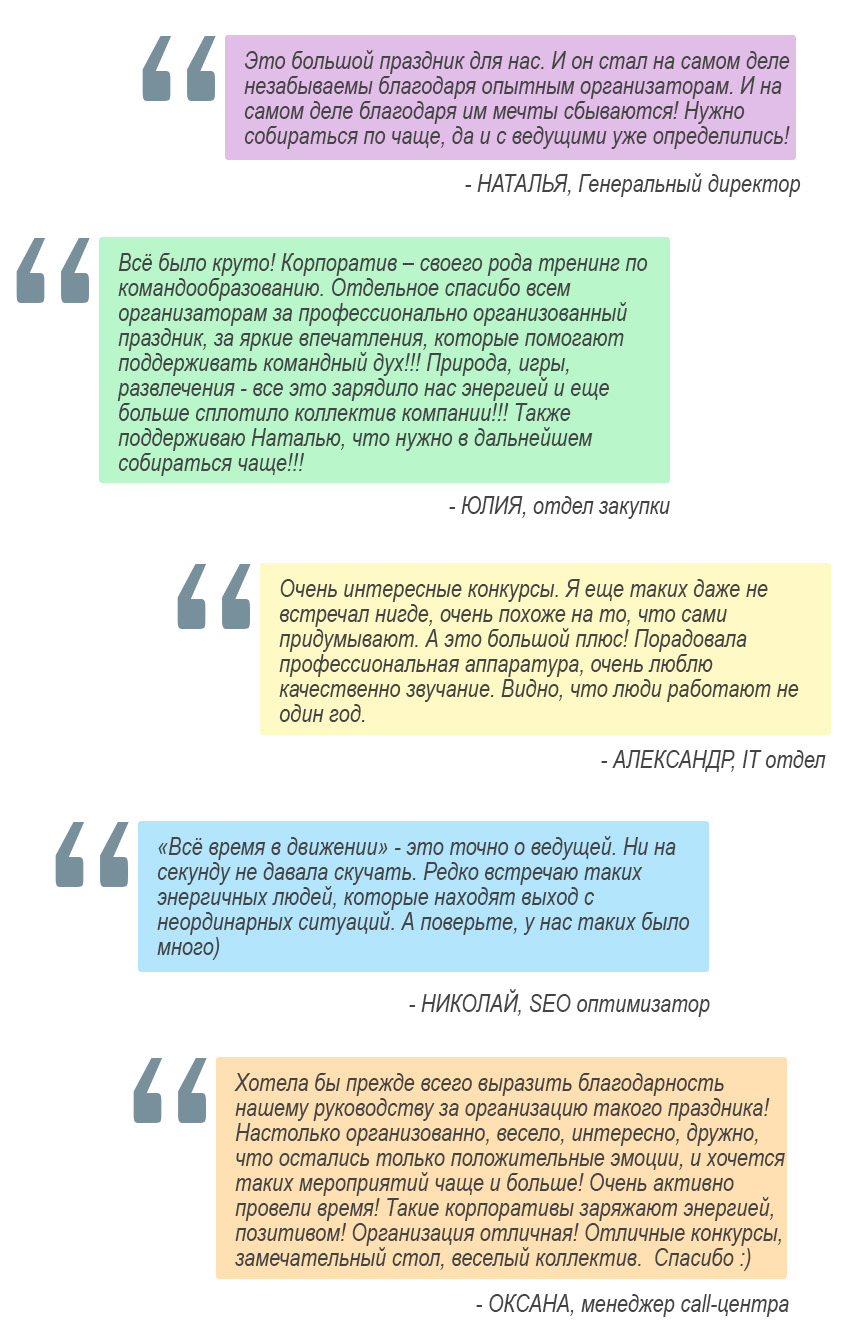 Это большой праздник для нас. И он стал на самом деле
незабываемы благодаря опытным организаторам. И на
самом деле благодаря им мечты сбываются! Нужно
собираться по чаще, да и с ведущими уже определились!
- НАТАЛЬЯ, Генеральный директор
Всё было круто! Корпоратив – своего рода тренинг по
командообразованию. Отдельное спасибо всем
организаторам за профессионально организованный
праздник, за яркие впечатления, которые помогают
поддерживать командный дух!!! Природа, игры,
развлечения - все это зарядило нас энергией и еще
больше сплотило коллектив компании!!! Также
поддерживаю Наталью, что нужно в дальнейшем
собираться чаще!!!
- ЮЛИЯ, отдел закупки
Очень интересные конкурсы. Я еще таких даже не
встречал нигде, очень похоже на то, что сами
придумывают. А это большой плюс! Порадовала
профессиональная аппаратура, очень люблю
качественно звучание. Видно, что люди работают не
один год.
- АЛЕКСАНДР, IT отдел
«Всё время в движении» - это точно о ведущей. Ни на
секунду не давала скучать. Редко встречаю таких
энергичных людей, которые находят выход с
неординарных ситуаций. А поверьте, у нас таких было
много)
- НИКОЛАЙ, SEO оптимизатор
Хотела бы прежде всего выразить благодарность
нашему руководству за организацию такого праздника!
Настолько организованно, весело, интересно, дружно,
что остались только положительные эмоции, и хочется
таких мероприятий чаще и больше! Очень активно
провели время! Такие корпоративы заряжают энергией,
позитивом! Организация отличная! Отличные конкурсы,
замечательный стол, веселый коллектив.  Спасибо :)
- ОКСАНА, менеджер call-центра